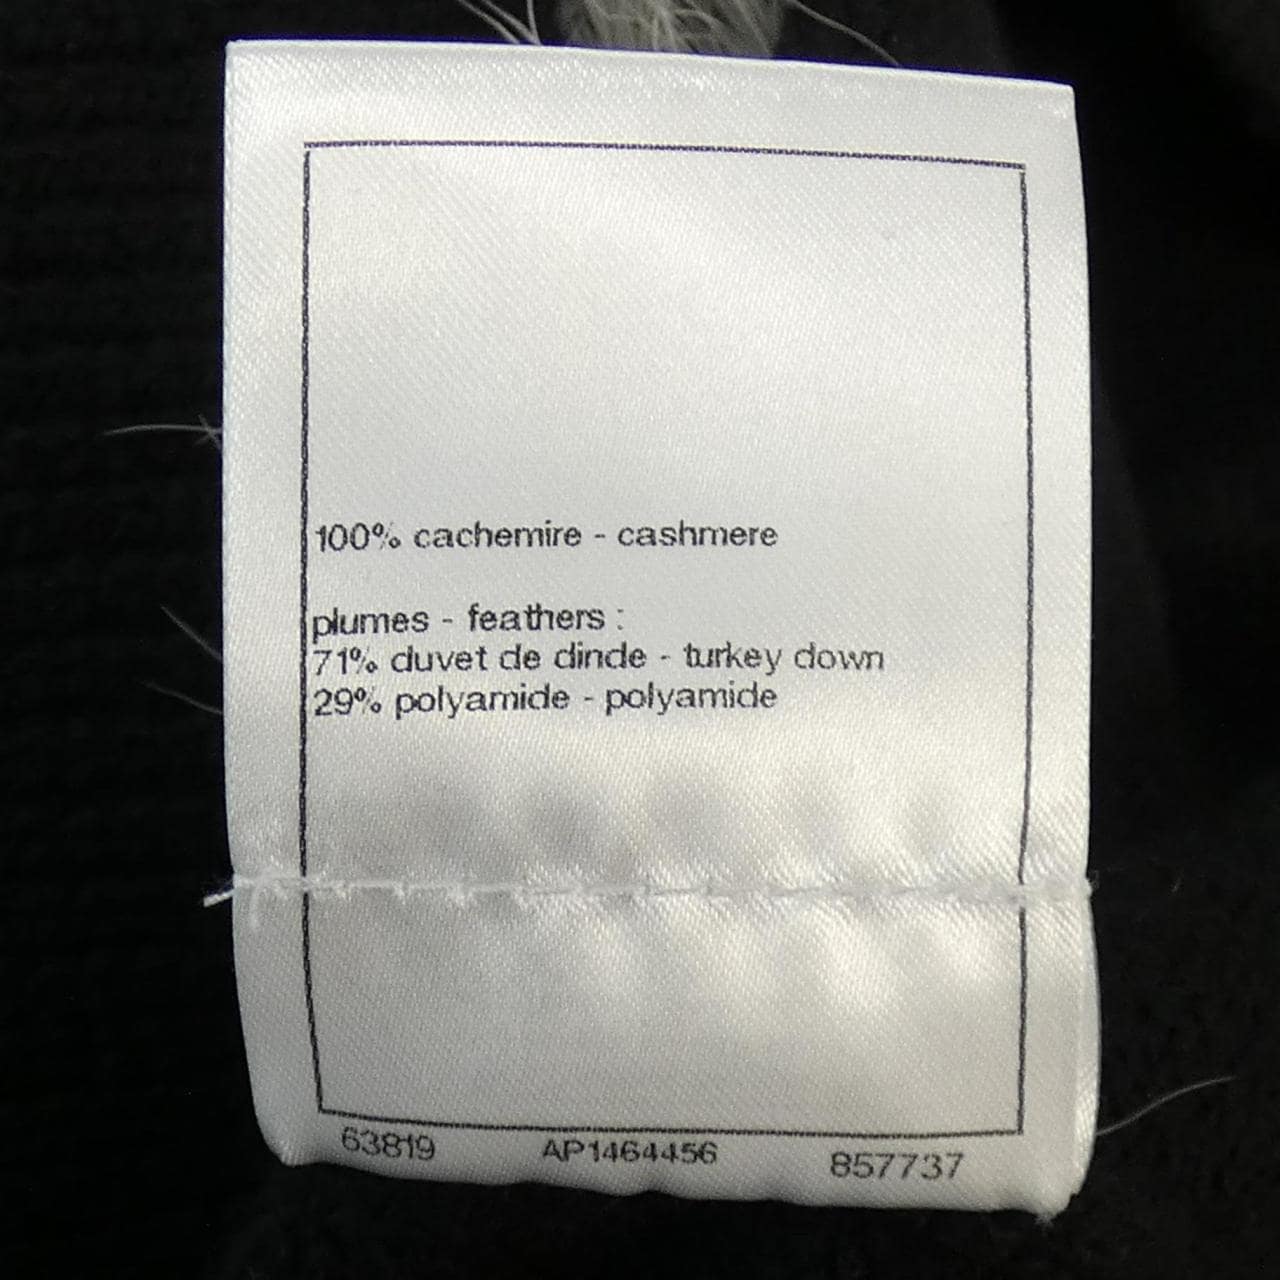 100% cachemire - cashmere
plumes - feathers :
71% duvet de dinde - turkey down
29% polyamide - polyamide
63819 AP1464456 857737